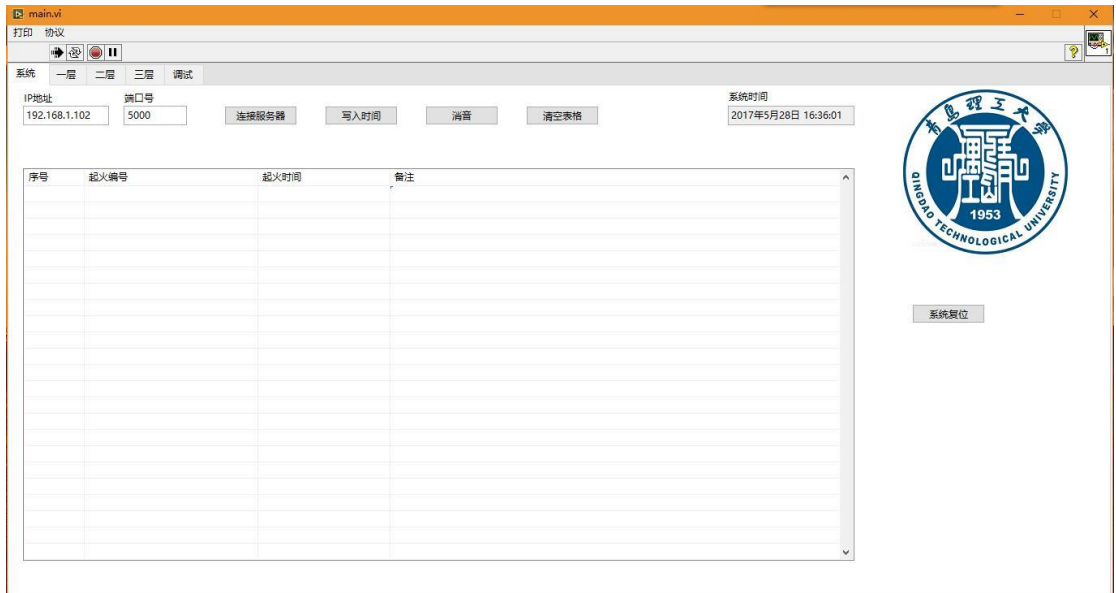 main.vi
打印 协议
系统 一层 二层 三层 调试
IP地址 端口号 系统时间
192.168.1.102 5000 连接服务器 写入时间 消音 清空表格 2017年5月28日 16:36:01
序号 起火编号 起火时间 备注
青岛理工大学
1953
QINGDAO TECHNOLOGICAL UNIVERSITY
系统复位